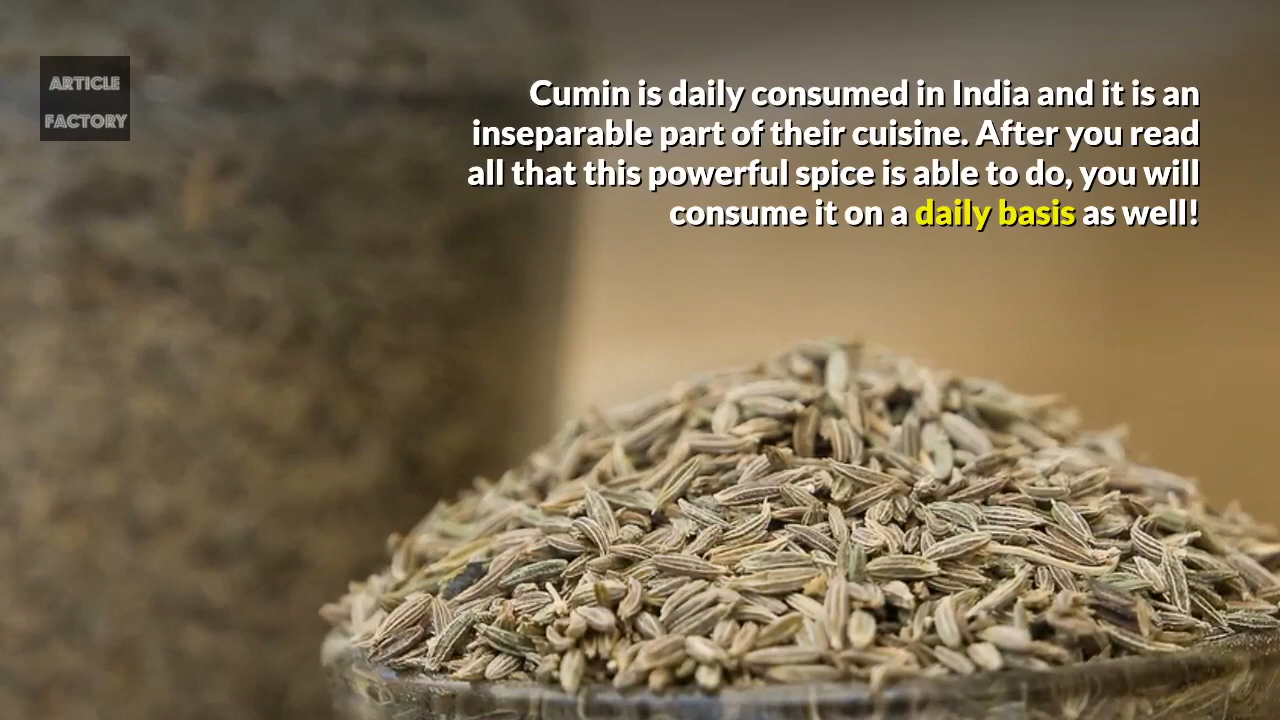 ARTICLE
FACTORY
Cumin is daily consumed in India and it is an
inseparable part of their cuisine. After you read
all that this powerful spice is able to do, you will
consume it on a daily basis as well!